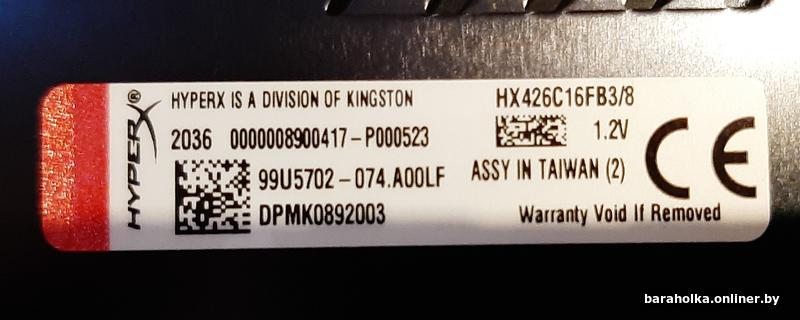 HYPERX®
HYPERX IS A DIVISION OF KINGSTON
HX426C16FB3/8
2036 0000008900417-P000523
1.2V
99U5702-074.A00LF
ASSY IN TAIWAN (2)
DPMK0892003
Warranty Void If Removed
CE
baraholka.onliner.by